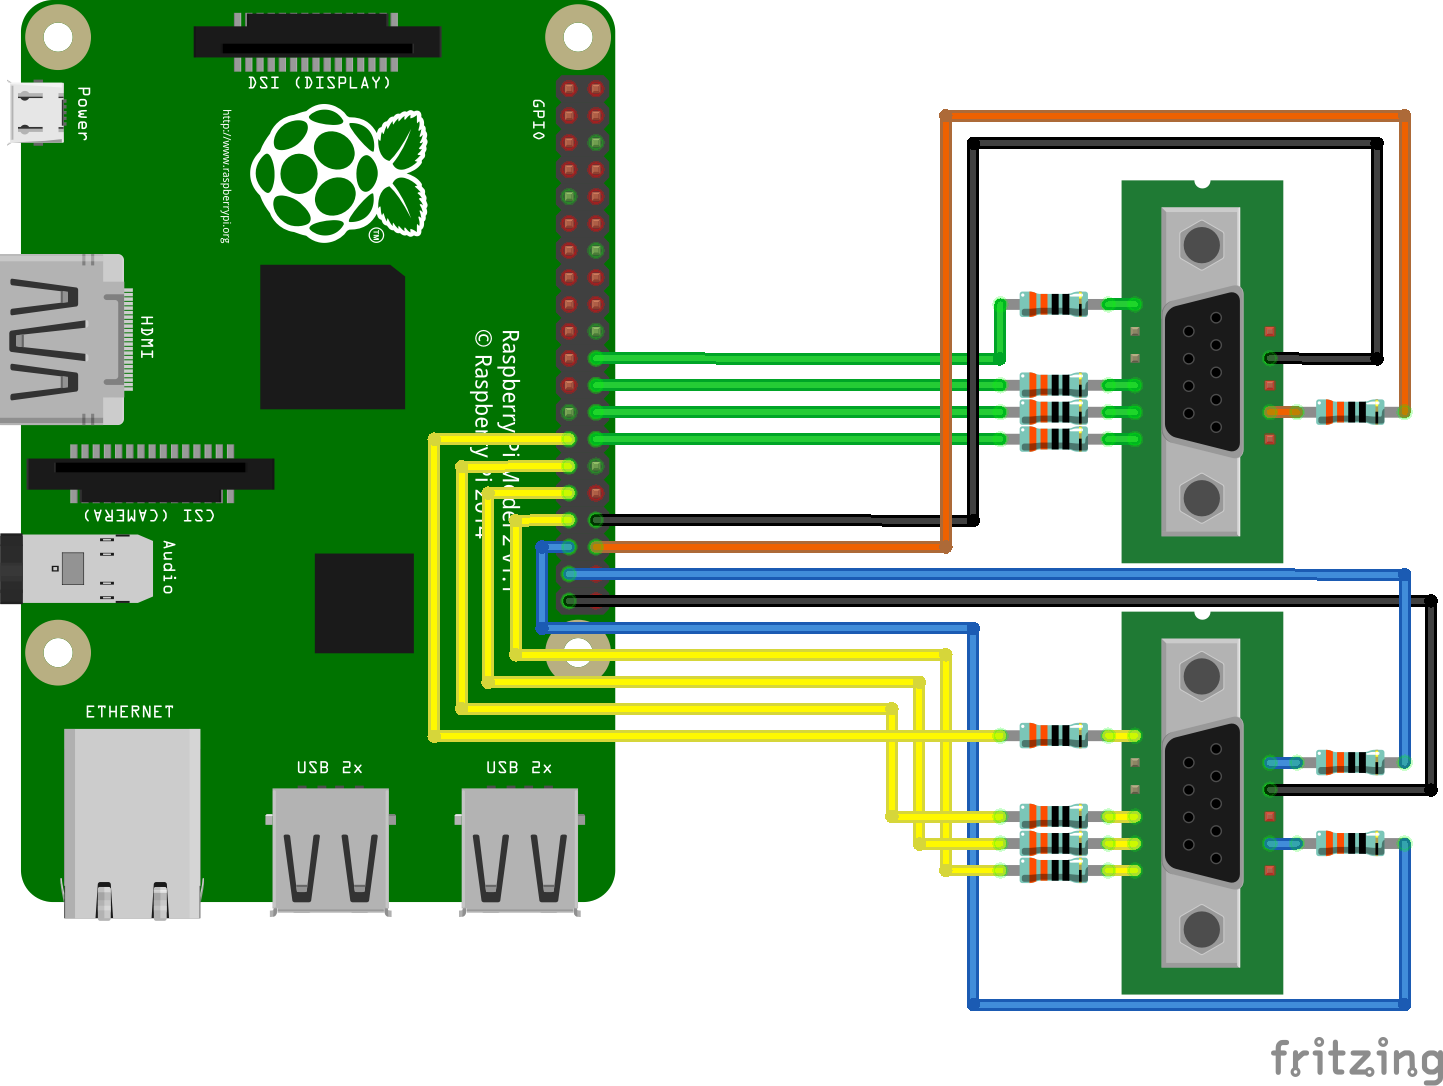 DSI (DISPLAY)
Power
GPIO
http://www.raspberrypi.org
TM
HDMI
Raspberry Pi Model 2 v1.1
© Raspberry Pi 2014
CSI (CAMERA)
Audio
ETHERNET
USB 2x
USB 2x
fritzing